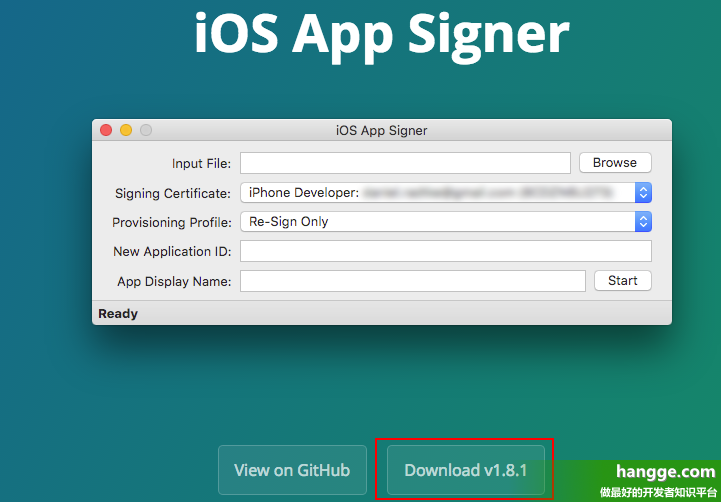 iOS App Signer
iOS App Signer
Input File:
Browse
Signing Certificate: iPhone Developer:
Provisioning Profile: Re-Sign Only
New Application ID:
App Display Name:
Start
Ready
View on GitHub
Download v1.8.1
hangge.com
做最好的开发者知识平台